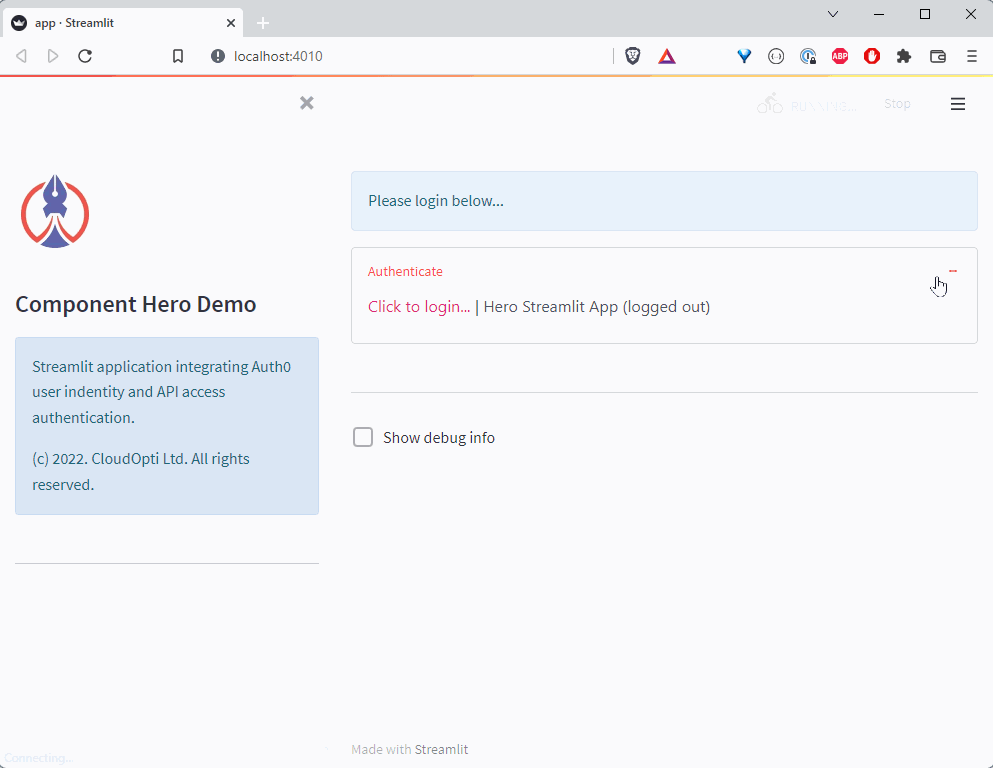 app · Streamlit
localhost:4010
ABP
RUNNING...
Stop
Component Hero Demo
Streamlit application integrating Auth0
user indentity and API access
authentication.
(c) 2022. CloudOpti Ltd. All rights
reserved.
Please login below...
Authenticate
Click to login... | Hero Streamlit App (logged out)
Show debug info
Made with Streamlit
Connecting...